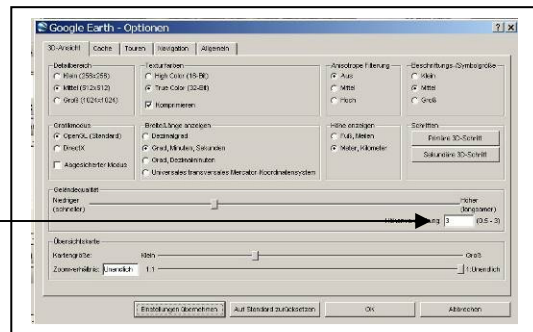 Google Earth - Optionen
3D-Ansicht Cache Touren Navigation Allgemein
Detailbereich Texturfarben Anisotrope Filterung Beschriftungs-/Symbolgröße
Klein (256x256) High Color (16-Bit) Aus Klein
Mittel (512x512) True Color (32-Bit) Mittel Mittel
Groß (1024x1024) Komprimieren Hoch Groß
Grafikmodus Breite/Länge anzeigen Höhe anzeigen Schriften
OpenGL (Standard) Dezimalgrad Fuß, Meilen Primäre 3D-Schrift
DirectX Grad, Minuten, Sekunden Meter, Kilometer Sekundäre 3D-Schrift
Abgesicherter Modus Grad, Dezimalminuten
Universales transversales Mercator-Koordinatensystem
Geländequalität
Niedriger Höher
(schneller) (langsamer)
3 (0.5 - 3)
Übersichtskarte
Kartengröße: Klein Groß
Zoomverhältnis: Unendlich 1:1 1:Unendlich
Einstellungen übernehmen Auf Standard zurücksetzen OK Abbrechen